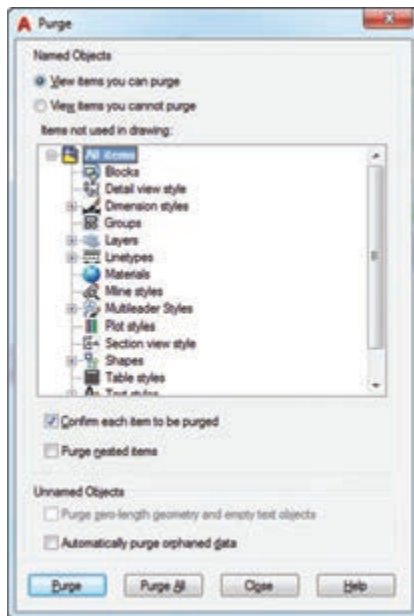 Purge
Named Objects
View items you can purge
View items you cannot purge
Items not used in drawing:
All items
Blocks
Detail view style
Dimension styles
Groups
Layers
Linetypes
Materials
Mline styles
Multileader Styles
Plot styles
Section view style
Shapes
Table styles
Text styles
Confirm each item to be purged
Purge nested items
Unnamed Objects
Purge zero-length geometry and empty text objects
Automatically purge orphaned data
Purge Purge All Close Help